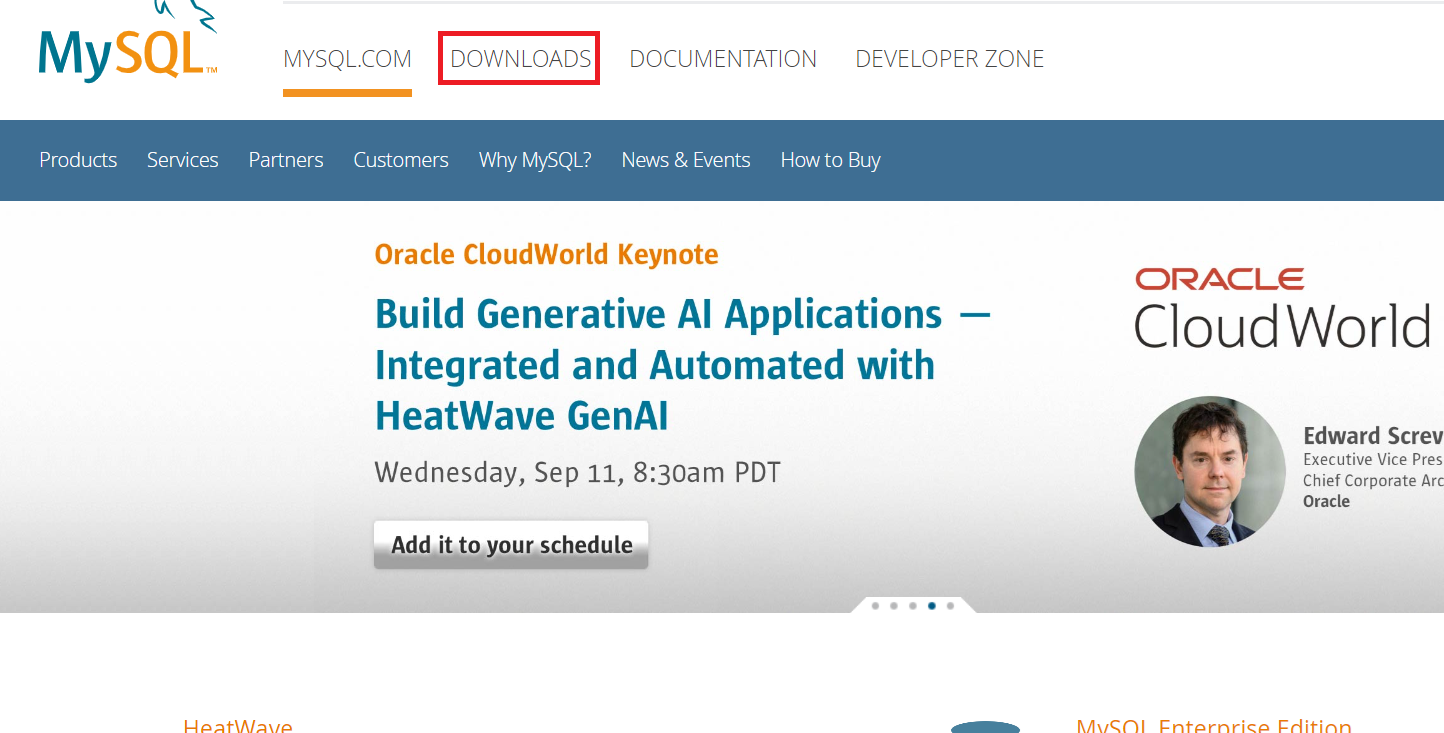 MySQL™
MYSQL.COM DOWNLOADS DOCUMENTATION DEVELOPER ZONE
Products Services Partners Customers Why MySQL? News & Events How to Buy
Oracle CloudWorld Keynote
Build Generative AI Applications —
Integrated and Automated with
HeatWave GenAI
Wednesday, Sep 11, 8:30am PDT
Add it to your schedule
ORACLE
CloudWorld
Edward Screv
Executive Vice Pres
Chief Corporate Arc
Oracle
HeatWave
MySQL Enterprise Edition